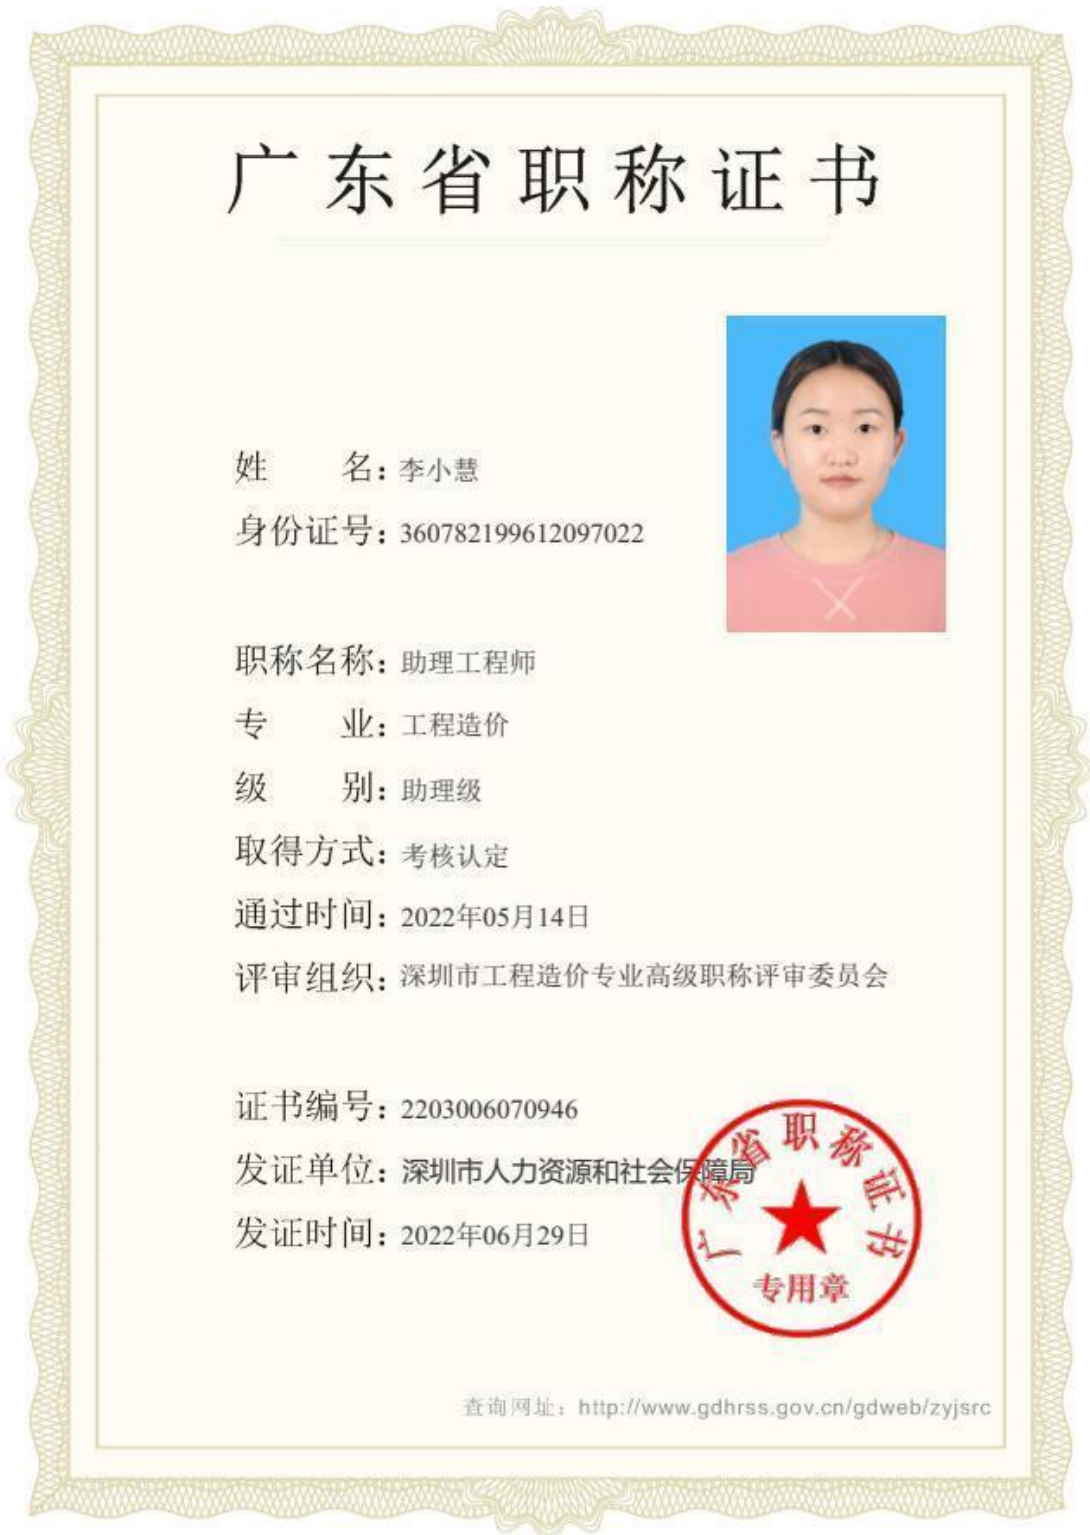 广东省职称证书
姓名：李小慧
身份证号：360782199612097022
职称名称：助理工程师
专业：工程造价
级别：助理级
取得方式：考核认定
通过时间：2022年05月14日
评审组织：深圳市工程造价专业高级职称评审委员会
证书编号：2203006070946
发证单位：深圳市人力资源和社会保障局
发证时间：2022年06月29日
广东省职称证书
专用章
查询网址：http://www.gdhrss.gov.cn/gdweb/zyjsrc